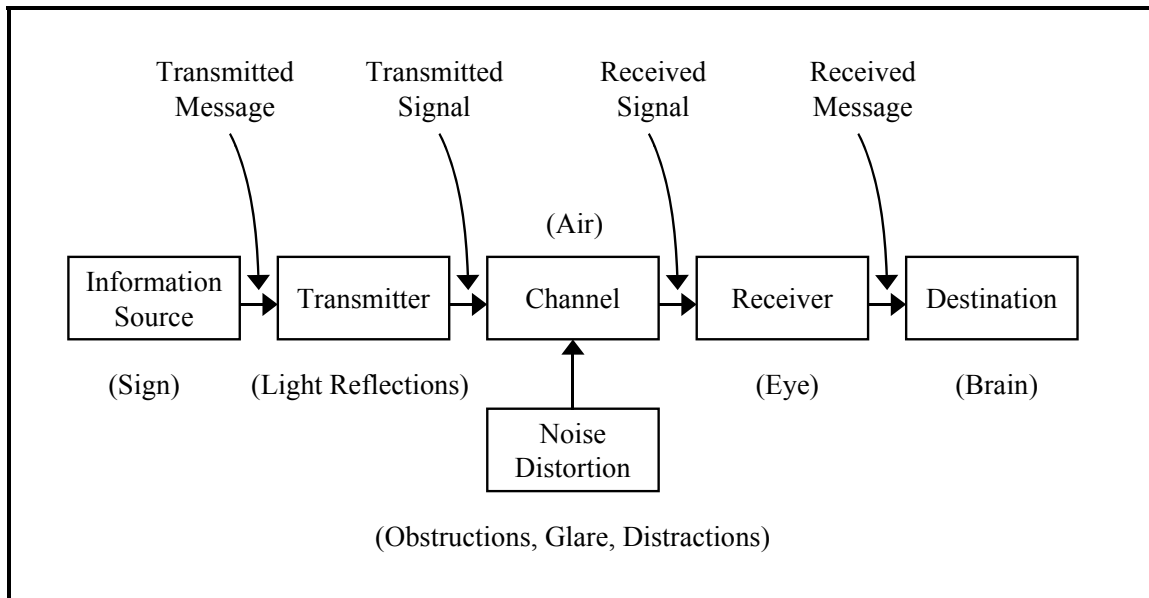 Transmitted
Message
Transmitted
Signal
Received
Signal
Received
Message
(Air)
Information
Source
Transmitter
Channel
Receiver
Destination
(Sign)
(Light Reflections)
(Eye)
(Brain)
Noise
Distortion
(Obstructions, Glare, Distractions)